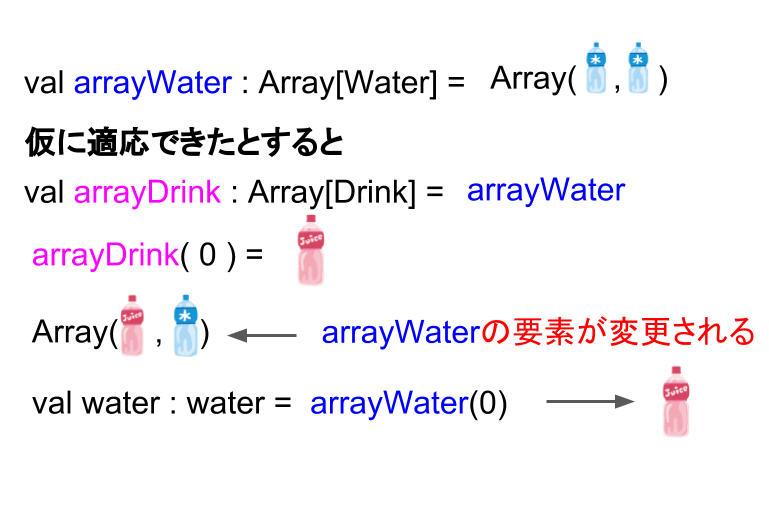 val arrayWater : Array[Water] = Array( 水 , 水 )
仮に適応できたとすると
val arrayDrink : Array[Drink] = arrayWater
arrayDrink( 0 ) = Juice
Array( Juice , 水 ) arrayWaterの要素が変更される
val water : water = arrayWater(0) Juice